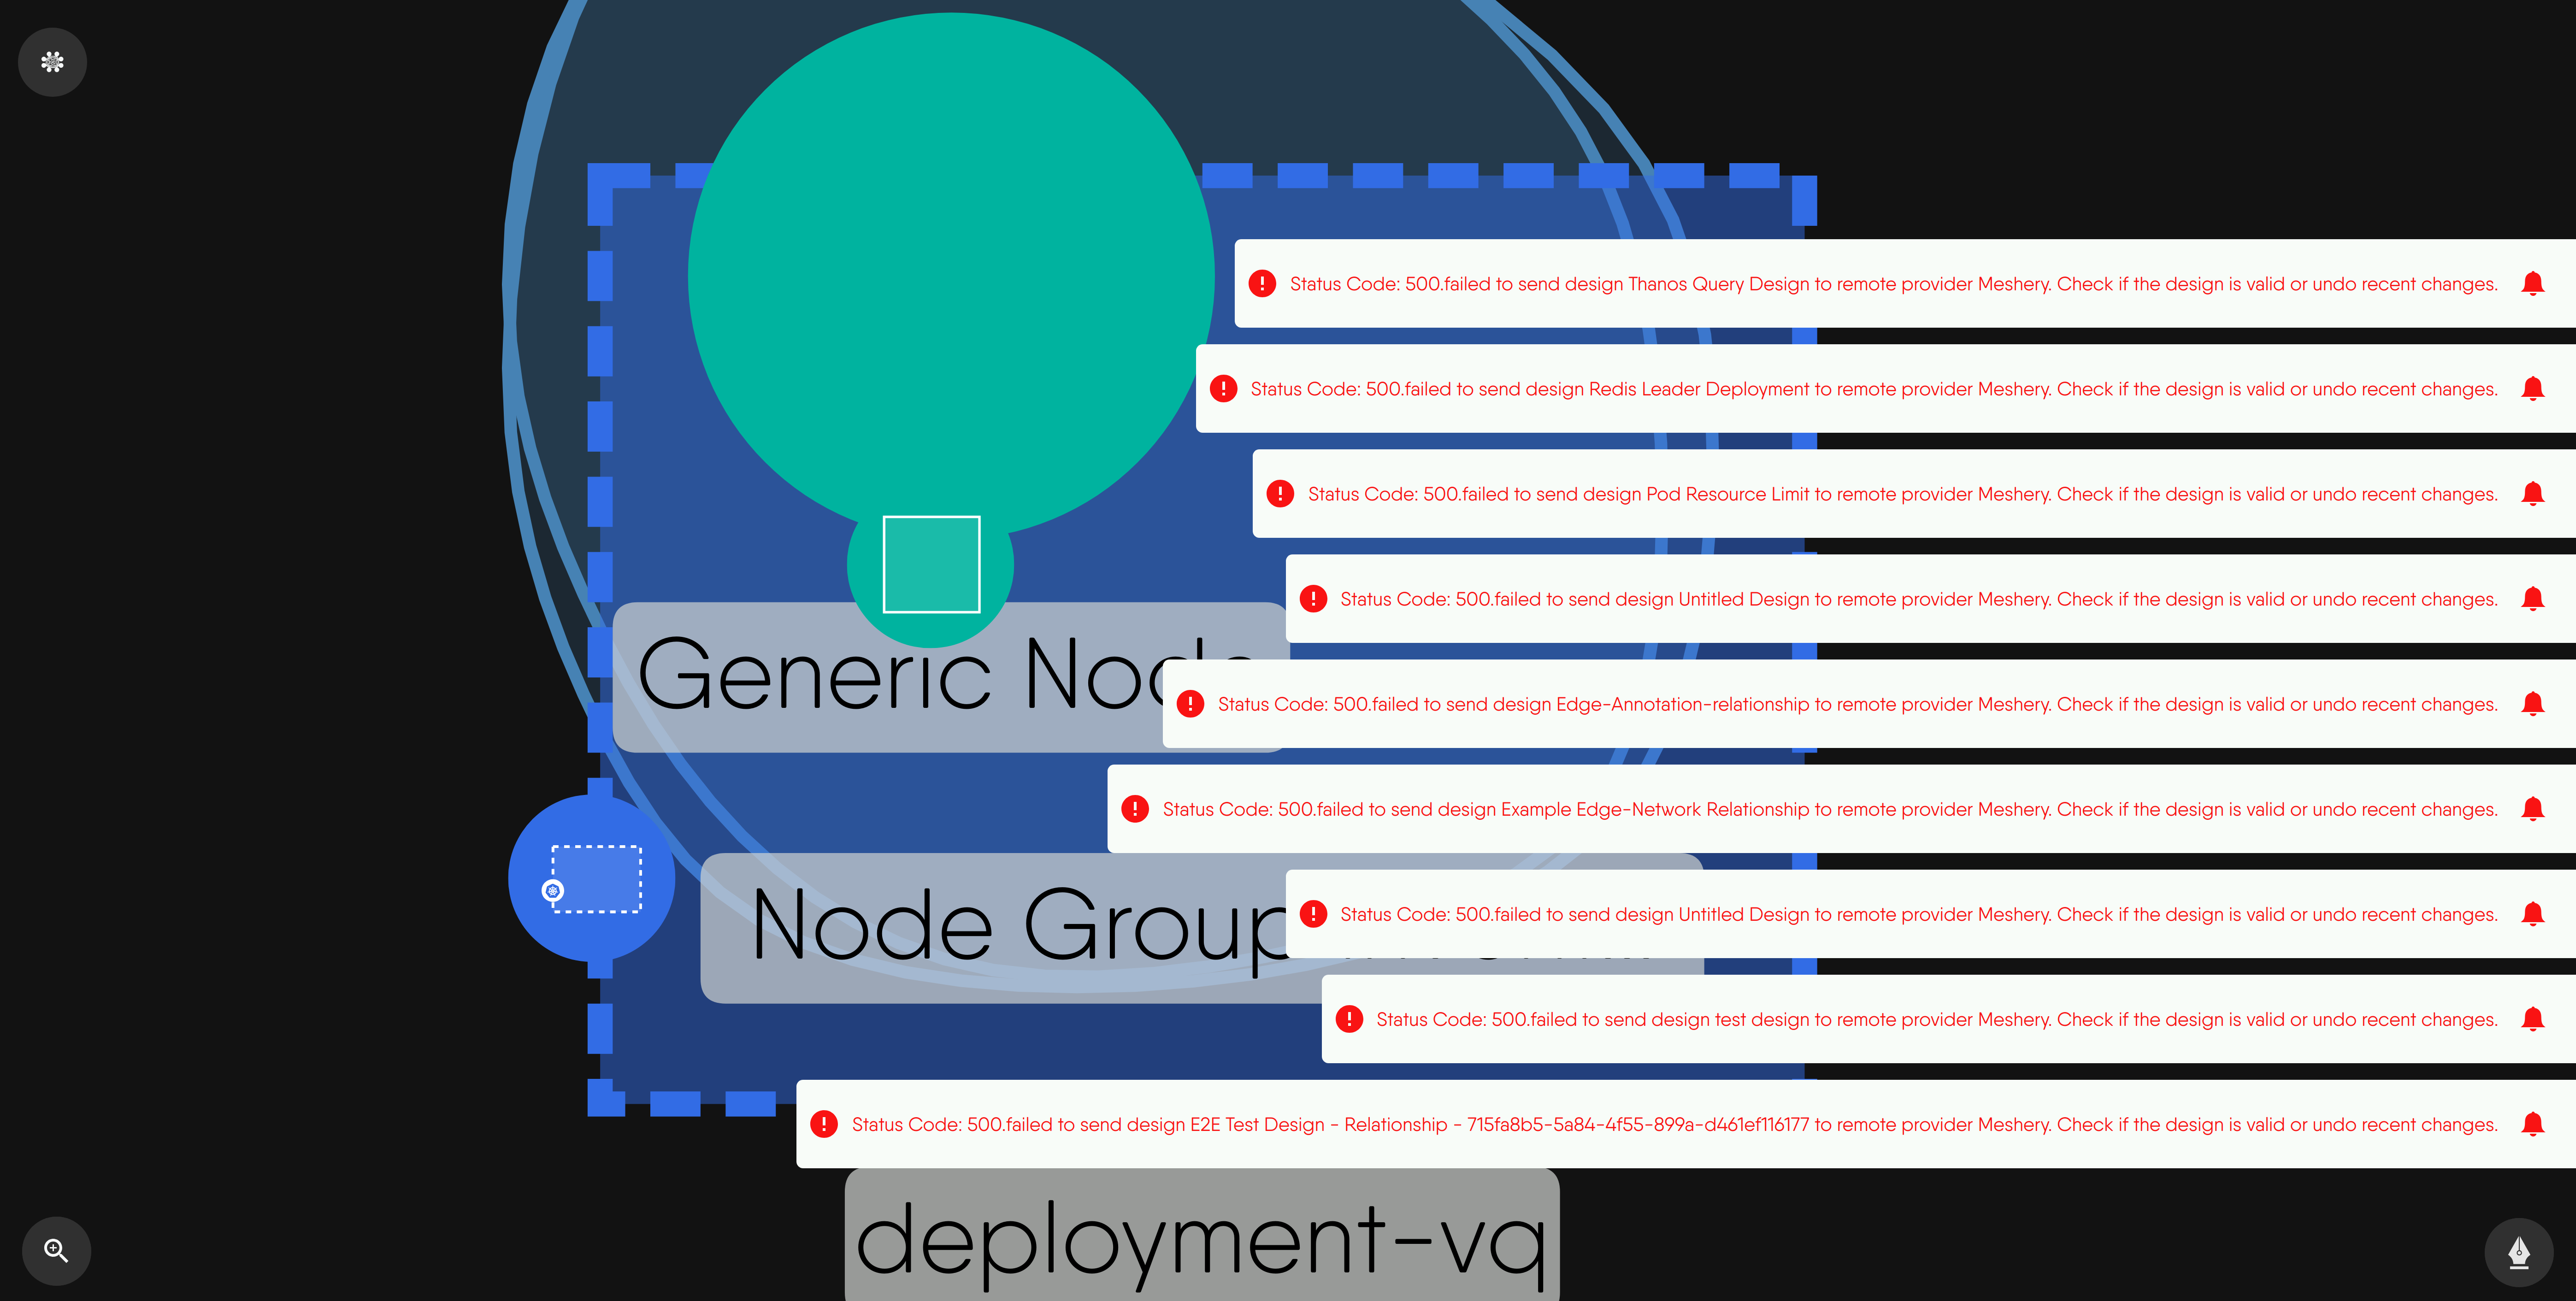 Status Code: 500.failed to send design Thanos Query Design to remote provider Meshery. Check if the design is valid or undo recent changes.
Status Code: 500.failed to send design Redis Leader Deployment to remote provider Meshery. Check if the design is valid or undo recent changes.
Status Code: 500.failed to send design Pod Resource Limit to remote provider Meshery. Check if the design is valid or undo recent changes.
Status Code: 500.failed to send design Untitled Design to remote provider Meshery. Check if the design is valid or undo recent changes.
Generic Node
Status Code: 500.failed to send design Edge-Annotation-relationship to remote provider Meshery. Check if the design is valid or undo recent changes.
Status Code: 500.failed to send design Example Edge-Network Relationship to remote provider Meshery. Check if the design is valid or undo recent changes.
Node Group
Status Code: 500.failed to send design Untitled Design to remote provider Meshery. Check if the design is valid or undo recent changes.
Status Code: 500.failed to send design test design to remote provider Meshery. Check if the design is valid or undo recent changes.
Status Code: 500.failed to send design E2E Test Design - Relationship - 715fa8b5-5a84-4f55-899a-d461ef116177 to remote provider Meshery. Check if the design is valid or undo recent changes.
deployment-vq